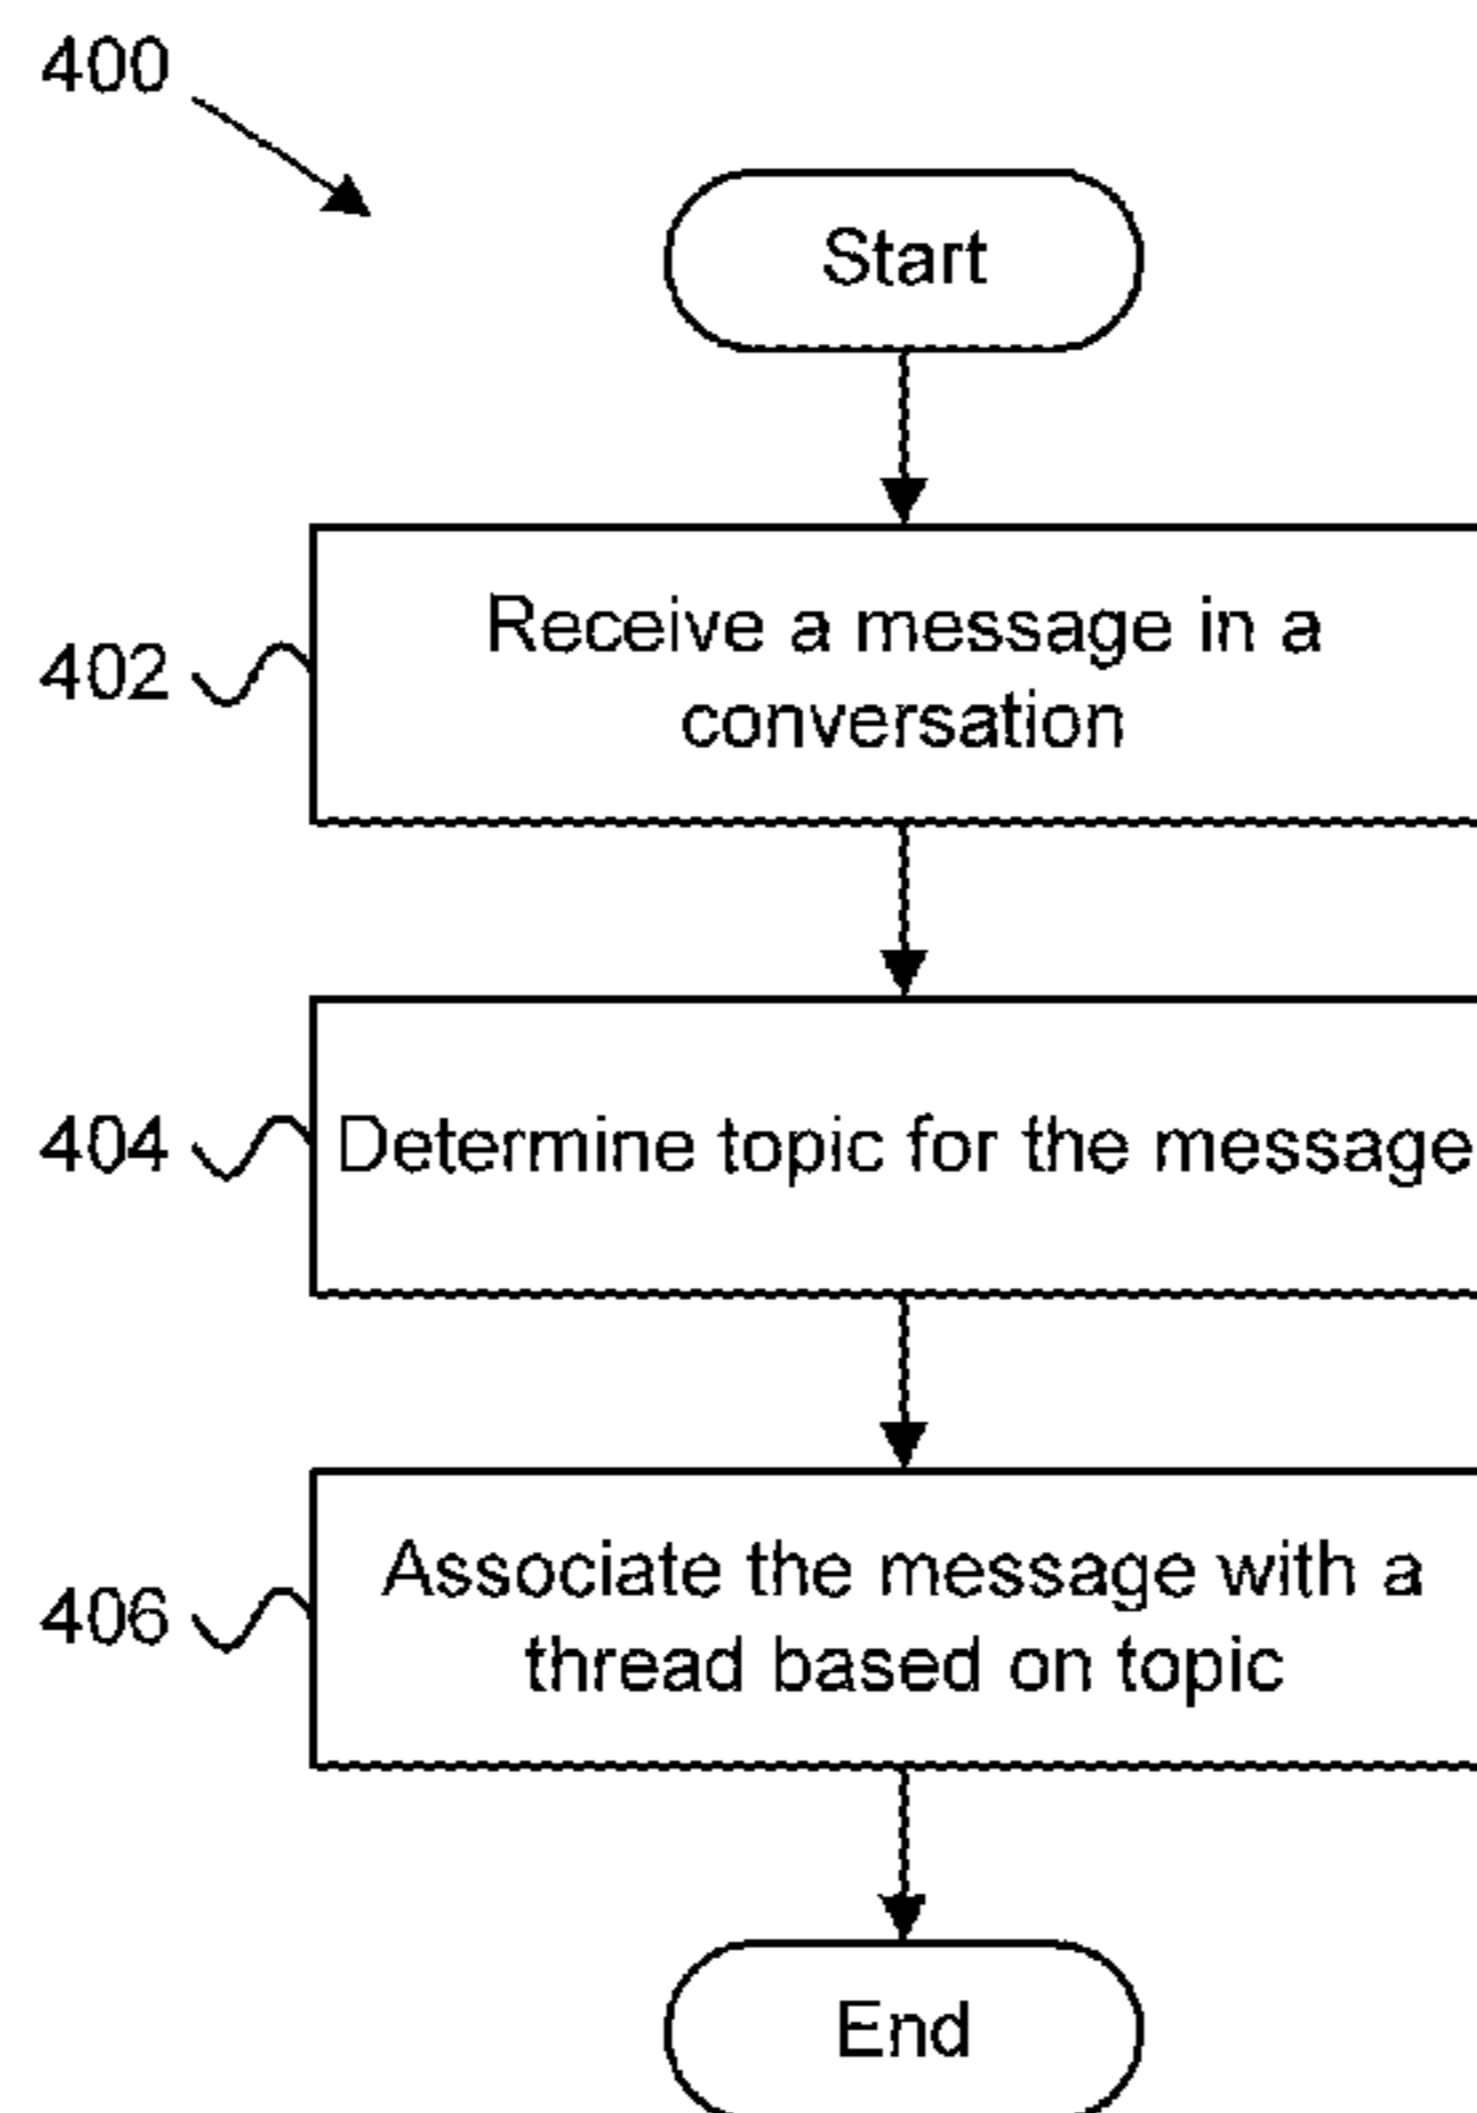 400
Start
402
Receive a message in a
conversation
404
Determine topic for the message
406
Associate the message with a
thread based on topic
End